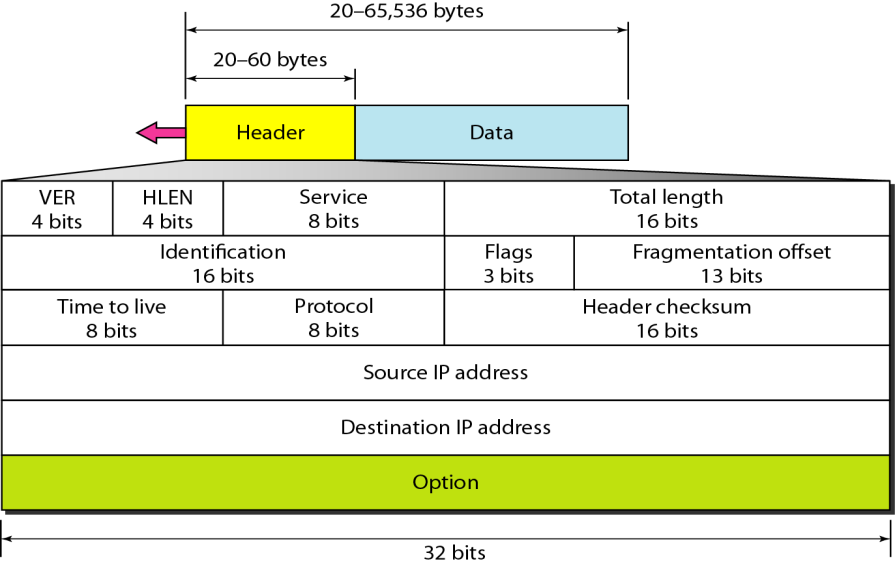 20–65,536 bytes
20–60 bytes
Header
Data
VER
4 bits
HLEN
4 bits
Service
8 bits
Total length
16 bits
Identification
16 bits
Flags
3 bits
Fragmentation offset
13 bits
Time to live
8 bits
Protocol
8 bits
Header checksum
16 bits
Source IP address
Destination IP address
Option
32 bits